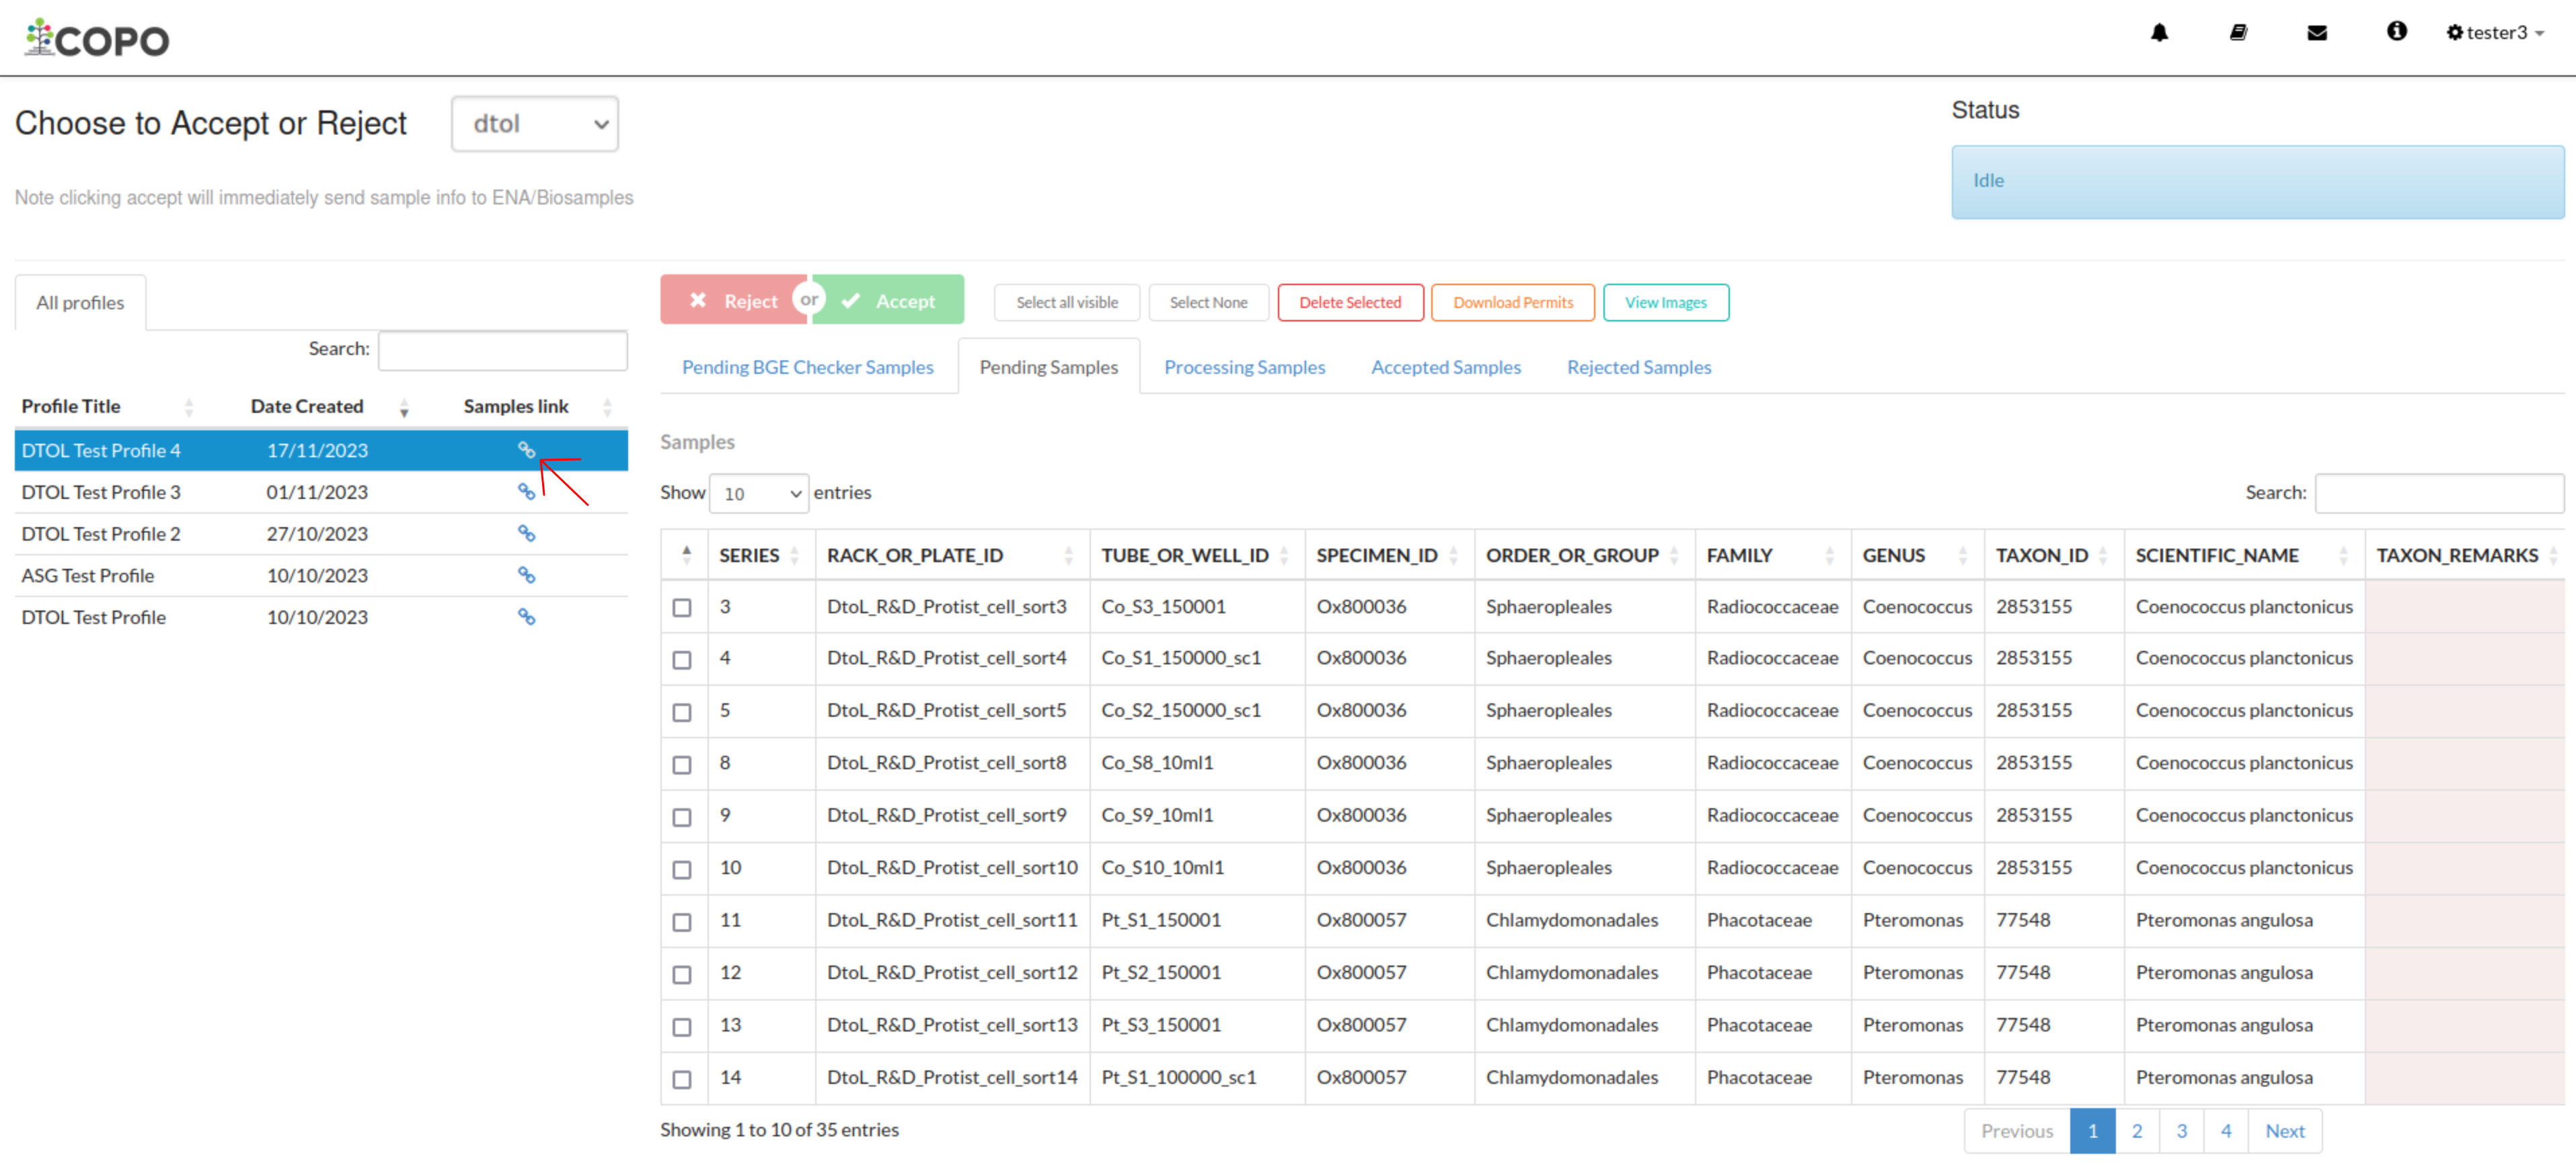 COPO
tester3
Choose to Accept or Reject
dtol
Note clicking accept will immediately send sample info to ENA/Biosamples
Status
Idle
All profiles
Search:
Profile Title Date Created Samples link
DTOL Test Profile 4 17/11/2023
DTOL Test Profile 3 01/11/2023
DTOL Test Profile 2 27/10/2023
ASG Test Profile 10/10/2023
DTOL Test Profile 10/10/2023
Reject or Accept Select all visible Select None Delete Selected Download Permits View Images
Pending BGE Checker Samples Pending Samples Processing Samples Accepted Samples Rejected Samples
Samples
Show 10 entries Search:
SERIES RACK_OR_PLATE_ID TUBE_OR_WELL_ID SPECIMEN_ID ORDER_OR_GROUP FAMILY GENUS TAXON_ID SCIENTIFIC_NAME TAXON_REMARKS
3 DtoL_R&D_Protist_cell_sort3 Co_S3_150001 Ox800036 Sphaeropleales Radiococcaceae Coenococcus 2853155 Coenococcus planctonicus
4 DtoL_R&D_Protist_cell_sort4 Co_S1_150000_sc1 Ox800036 Sphaeropleales Radiococcaceae Coenococcus 2853155 Coenococcus planctonicus
5 DtoL_R&D_Protist_cell_sort5 Co_S2_150000_sc1 Ox800036 Sphaeropleales Radiococcaceae Coenococcus 2853155 Coenococcus planctonicus
8 DtoL_R&D_Protist_cell_sort8 Co_S8_10ml1 Ox800036 Sphaeropleales Radiococcaceae Coenococcus 2853155 Coenococcus planctonicus
9 DtoL_R&D_Protist_cell_sort9 Co_S9_10ml1 Ox800036 Sphaeropleales Radiococcaceae Coenococcus 2853155 Coenococcus planctonicus
10 DtoL_R&D_Protist_cell_sort10 Co_S10_10ml1 Ox800036 Sphaeropleales Radiococcaceae Coenococcus 2853155 Coenococcus planctonicus
11 DtoL_R&D_Protist_cell_sort11 Pt_S1_150001 Ox800057 Chlamydomonadales Phacotaceae Pteromonas 77548 Pteromonas angulosa
12 DtoL_R&D_Protist_cell_sort12 Pt_S2_150001 Ox800057 Chlamydomonadales Phacotaceae Pteromonas 77548 Pteromonas angulosa
13 DtoL_R&D_Protist_cell_sort13 Pt_S3_150001 Ox800057 Chlamydomonadales Phacotaceae Pteromonas 77548 Pteromonas angulosa
14 DtoL_R&D_Protist_cell_sort14 Pt_S1_100000_sc1 Ox800057 Chlamydomonadales Phacotaceae Pteromonas 77548 Pteromonas angulosa
Showing 1 to 10 of 35 entries
Previous 1 2 3 4 Next